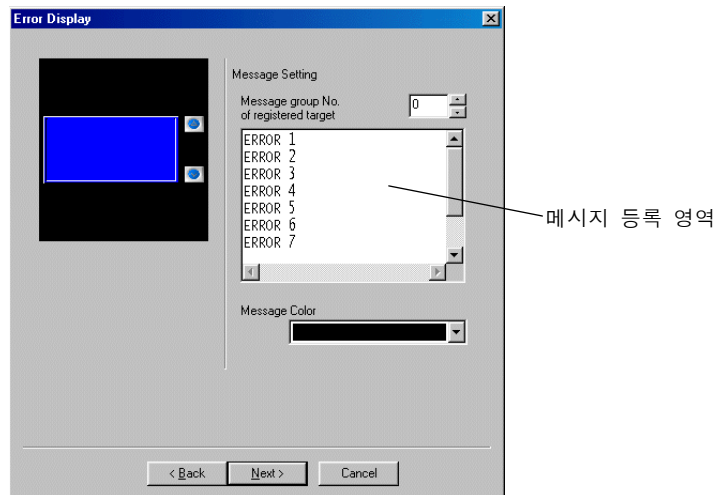 Error Display
Message Setting
Message group No.
of registered target
0
ERROR 1
ERROR 2
ERROR 3
ERROR 4
ERROR 5
ERROR 6
ERROR 7
메시지 등록 영역
Message Color
< Back
Next >
Cancel